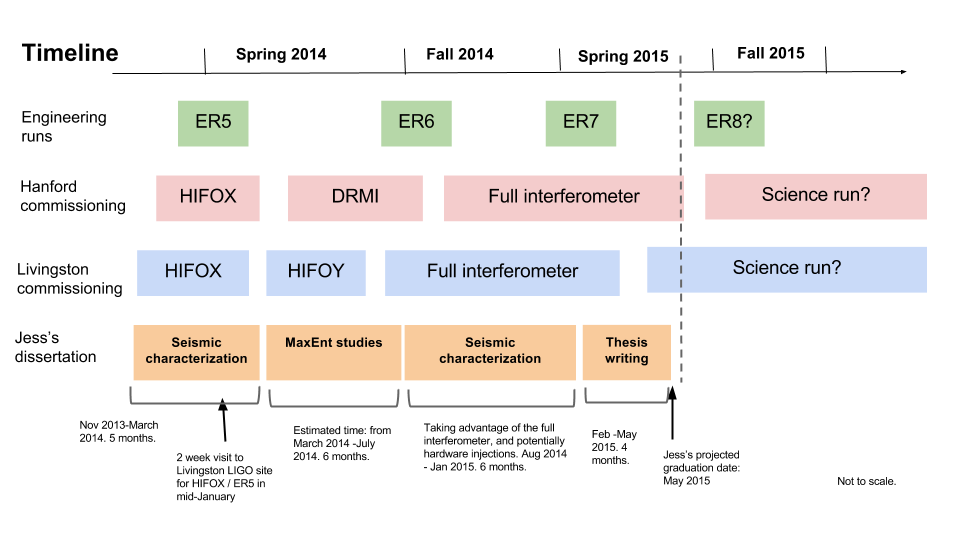 Timeline
Spring 2014
Fall 2014
Spring 2015
Fall 2015
Engineering
runs
ER5
ER6
ER7
ER8?
Hanford
commissioning
HIFOX
DRMI
Full interferometer
Science run?
Livingston
commissioning
HIFOX
HIFOY
Full interferometer
Science run?
Jess's
dissertation
Seismic
characterization
MaxEnt studies
Seismic
characterization
Thesis
writing
Nov 2013-March
2014. 5 months.
2 week visit to
Livingston LIGO site
for HIFOX / ER5 in
mid-January
Estimated time: from
March 2014 -July
2014. 6 months.
Taking advantage of the full
interferometer, and potentially
hardware injections. Aug 2014
- Jan 2015. 6 months.
Feb -May
2015. 4
months.
Jess's projected
graduation date:
May 2015
Not to scale.